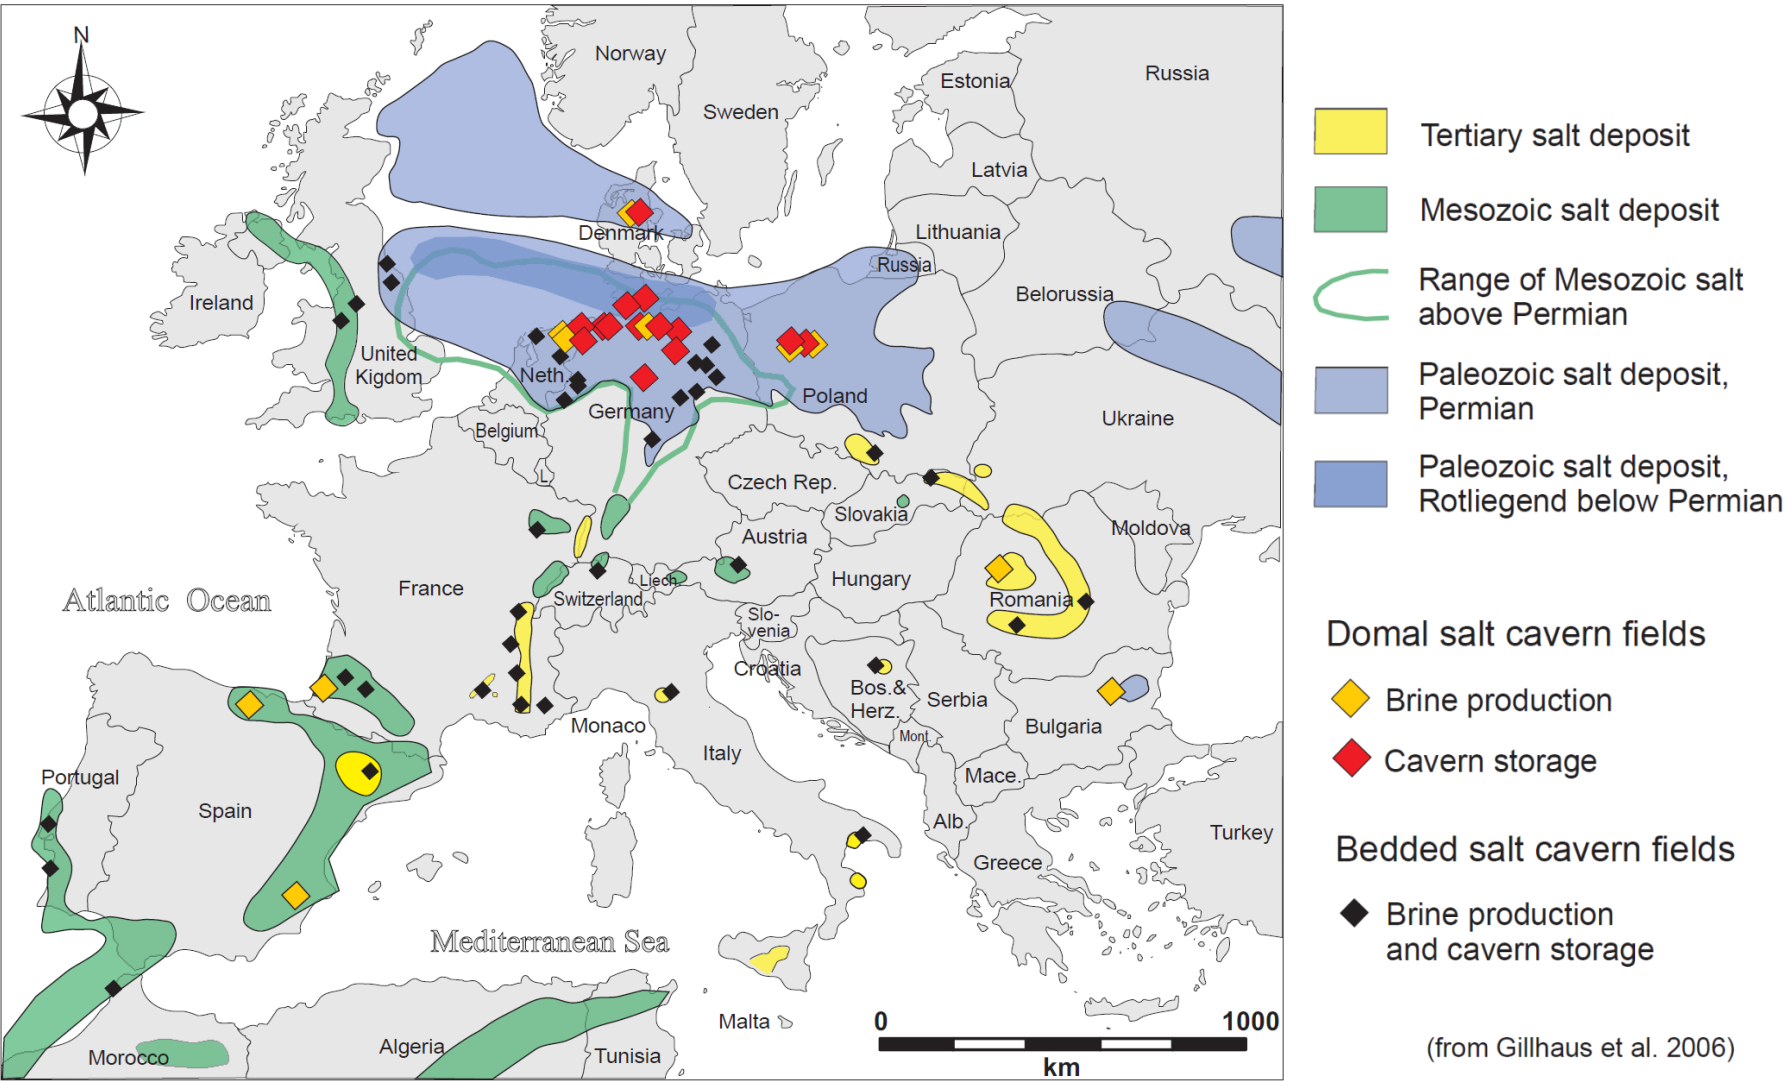 N
Norway
Sweden
Estonia
Russia
Latvia
Lithuania
Russia
Belorussia
Denmark
Ireland
United
Kigdom
Neth.
Germany
Poland
Belgium
L.
Ukraine
Czech Rep.
Slovakia
Moldova
Austria
Hungary
Romania
France
Switzerland
Liech.
Slo-
venia
Croatia
Bos.&
Herz.
Serbia
Bulgaria
Mont.
Mace.
Alb.
Greece
Turkey
Monaco
Italy
Atlantic Ocean
Portugal
Spain
Mediterranean Sea
Malta
Morocco
Algeria
Tunisia
0
1000
km
Tertiary salt deposit
Mesozoic salt deposit
Range of Mesozoic salt
above Permian
Paleozoic salt deposit,
Permian
Paleozoic salt deposit,
Rotliegend below Permian
Domal salt cavern fields
Brine production
Cavern storage
Bedded salt cavern fields
Brine production
and cavern storage
(from Gillhaus et al. 2006)